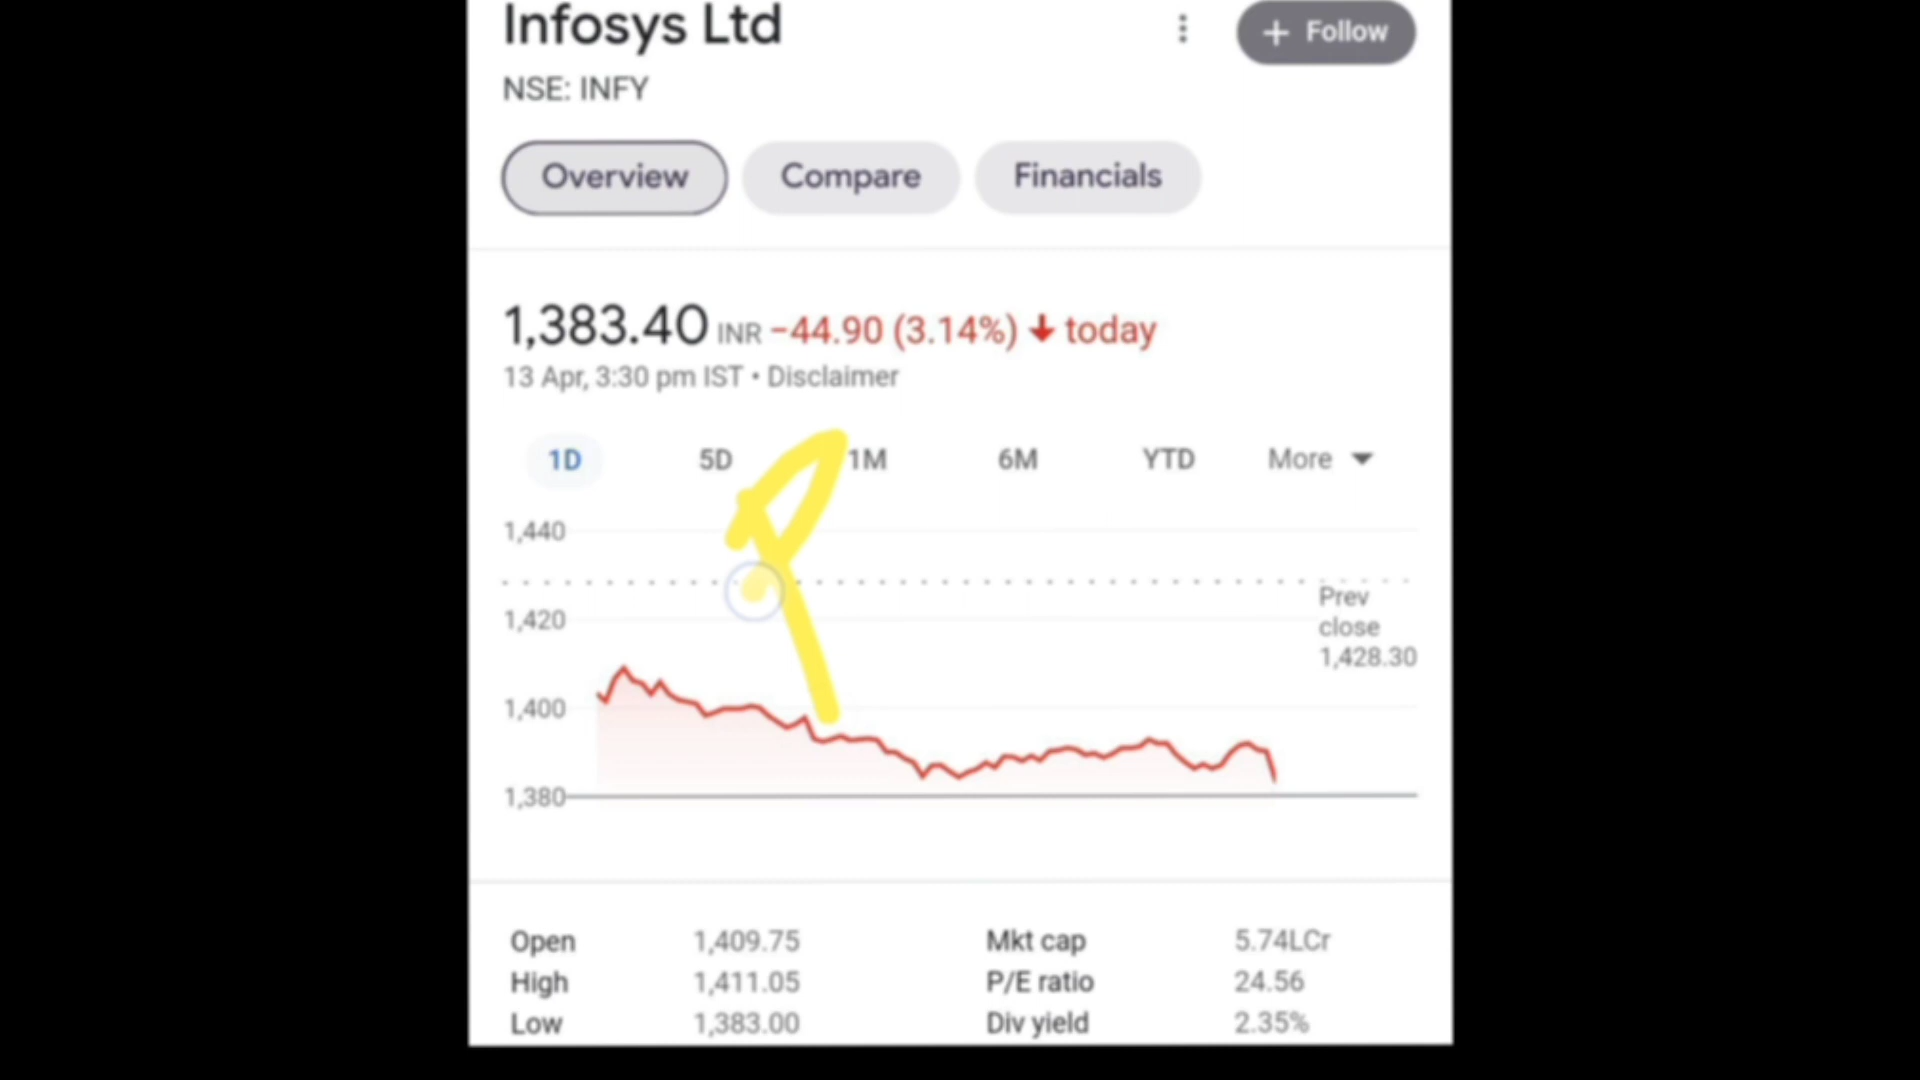 Infosys Ltd
+ Follow
NSE: INFY
Overview Compare Financials
1,383.40 INR −44.90 (3.14%) ↓ today
13 Apr, 3:30 pm IST • Disclaimer
1D 5D 1M 6M YTD More
1,440
1,420
1,400
1,380
Prev
close
1,428.30
Open 1,409.75 Mkt cap 5.74LCr
High 1,411.05 P/E ratio 24.56
Low 1,383.00 Div yield 2.35%